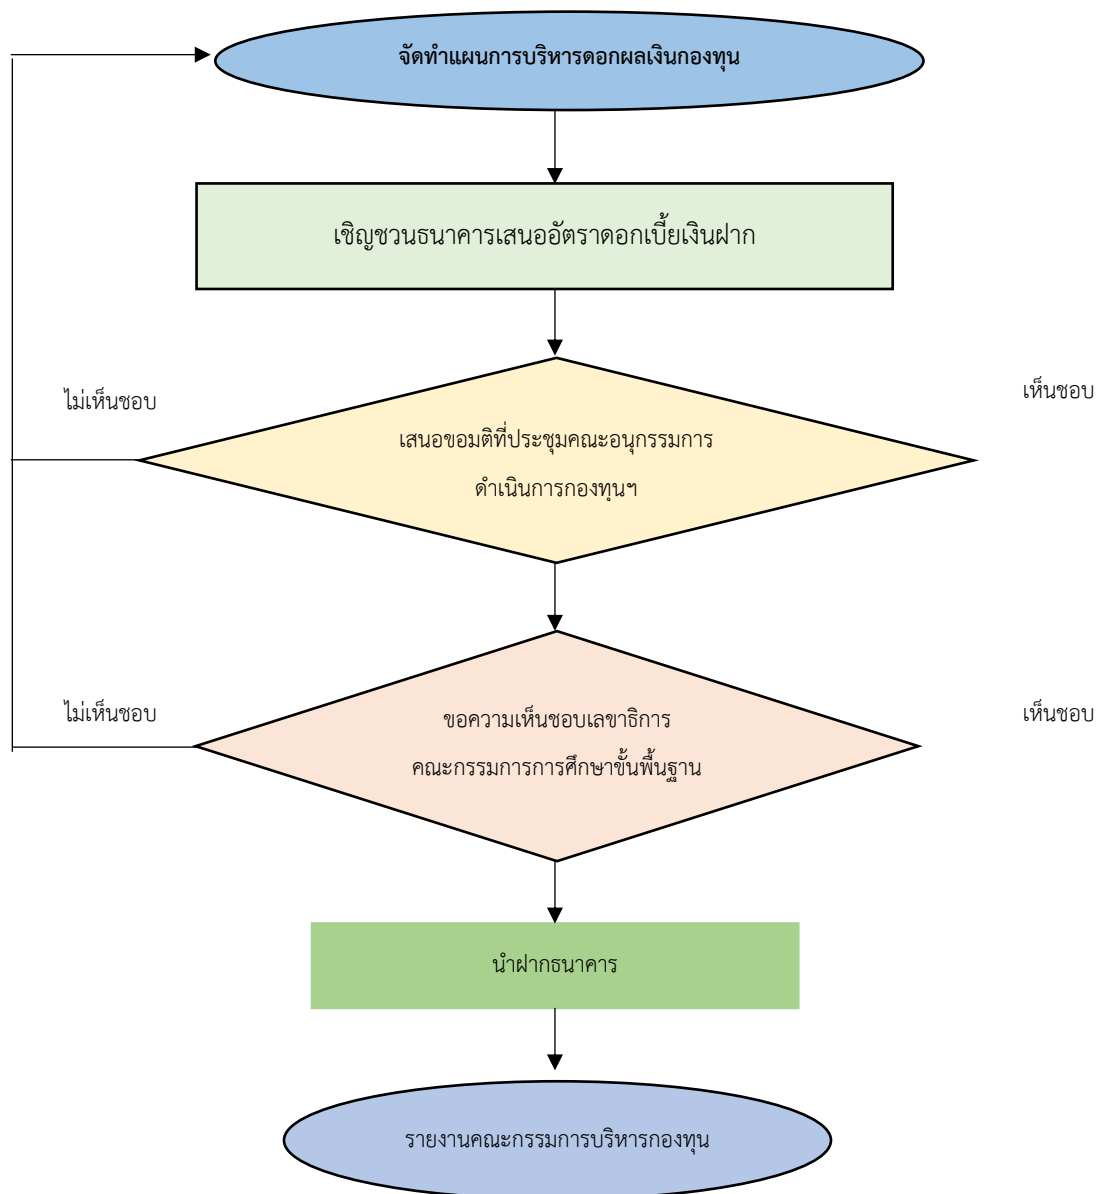 จัดทำแผนการบริหารดอกผลเงินกองทุน
เชิญชวนธนาคารเสนออัตราดอกเบี้ยเงินฝาก
ไม่เห็นชอบ
เห็นชอบ
เสนอขอมติที่ประชุมคณะอนุกรรมการ
ดำเนินการกองทุนฯ
ไม่เห็นชอบ
เห็นชอบ
ขอความเห็นชอบเลขาธิการ
คณะกรรมการการศึกษาขั้นพื้นฐาน
นำฝากธนาคาร
รายงานคณะกรรมการบริหารกองทุน